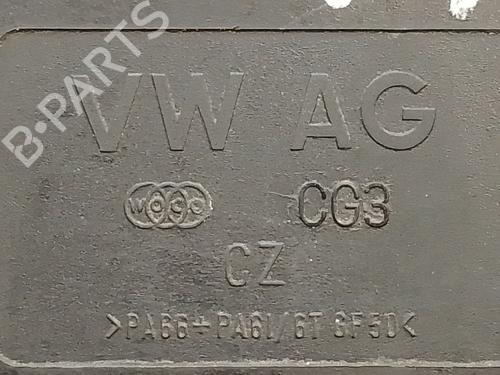 B-PARTS
VW AG
CG3
CZ
>PA66+PA6I/6T GF50<